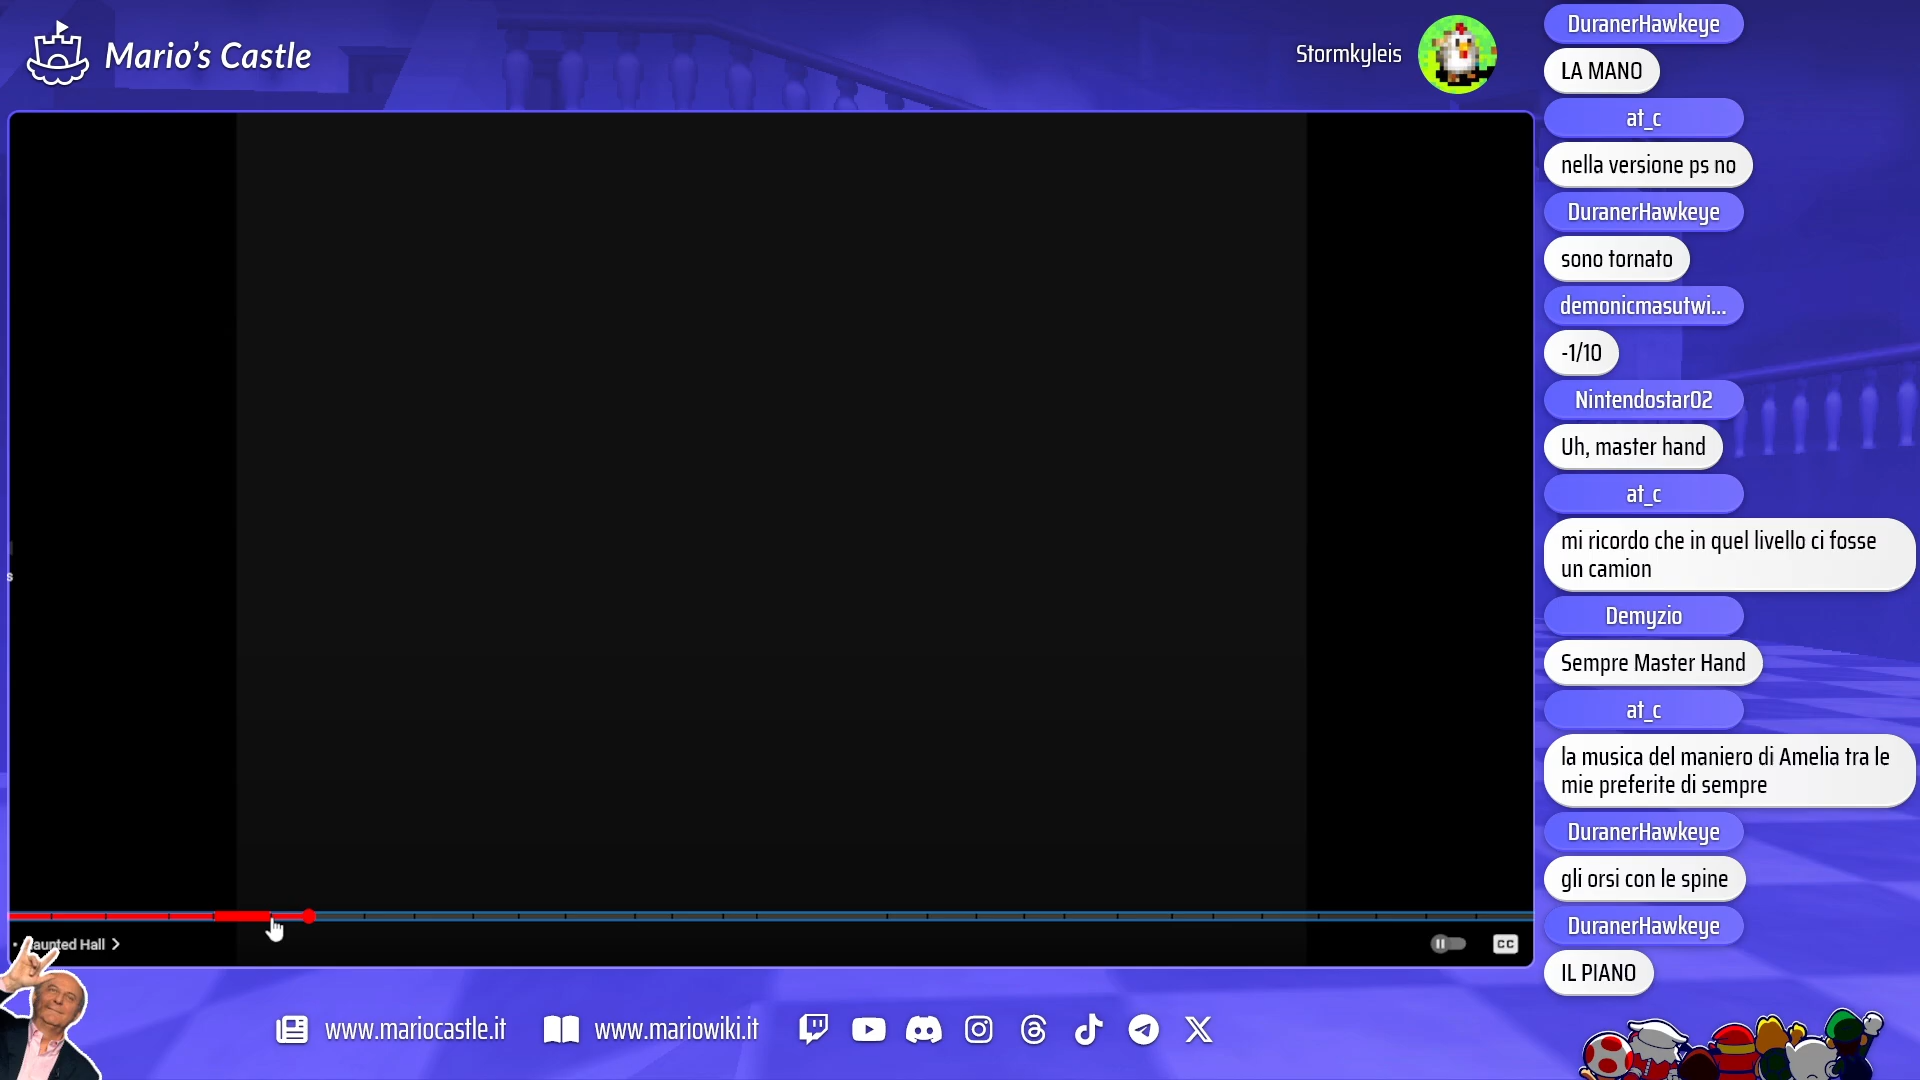 Mario's Castle
Stormkyleis
DuranerHawkeye
LA MANO
at_c
nella versione ps no
DuranerHawkeye
sono tornato
demonicmasutwi...
-1/10
Nintendostar02
Uh, master hand
at_c
mi ricordo che in quel livello ci fosse
un camion
Demyzio
Sempre Master Hand
at_c
la musica del maniero di Amelia tra le
mie preferite di sempre
DuranerHawkeye
gli orsi con le spine
DuranerHawkeye
IL PIANO
s
• Haunted Hall >
CC
www.mariocastle.it
www.mariowiki.it